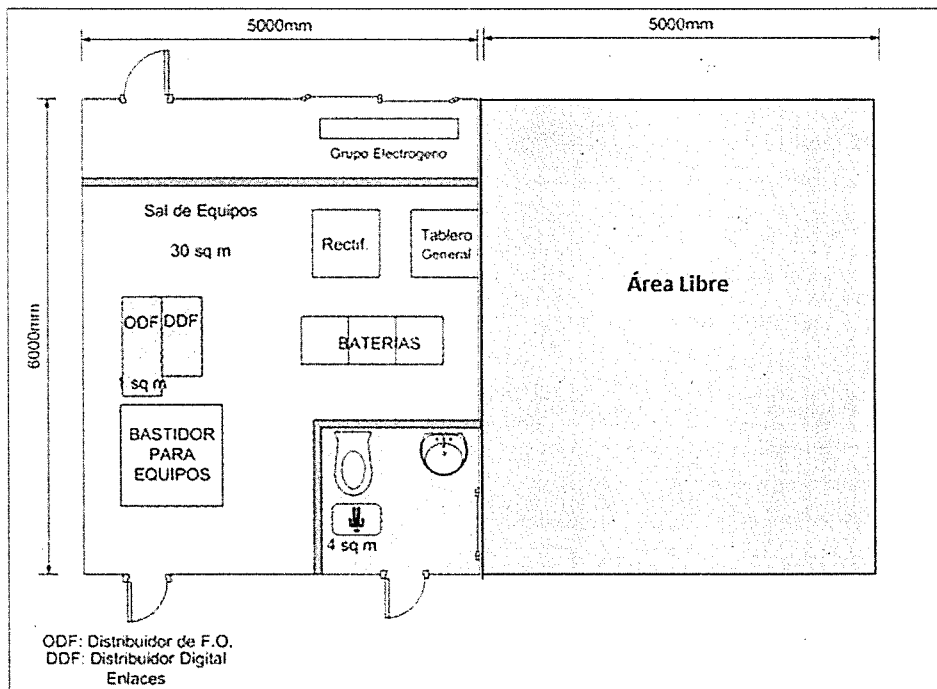 5000mm
5000mm
6000mm
Grupo Electrogeno
Sal de Equipos
30 sq m
Rectif.
Tablero
General
Área Libre
ODF
DDF
BATERIAS
1 sq m
BASTIDOR
PARA
EQUIPOS
4 sq m
ODF: Distribuidor de F.O.
DDF: Distribuidor Digital
Enlaces